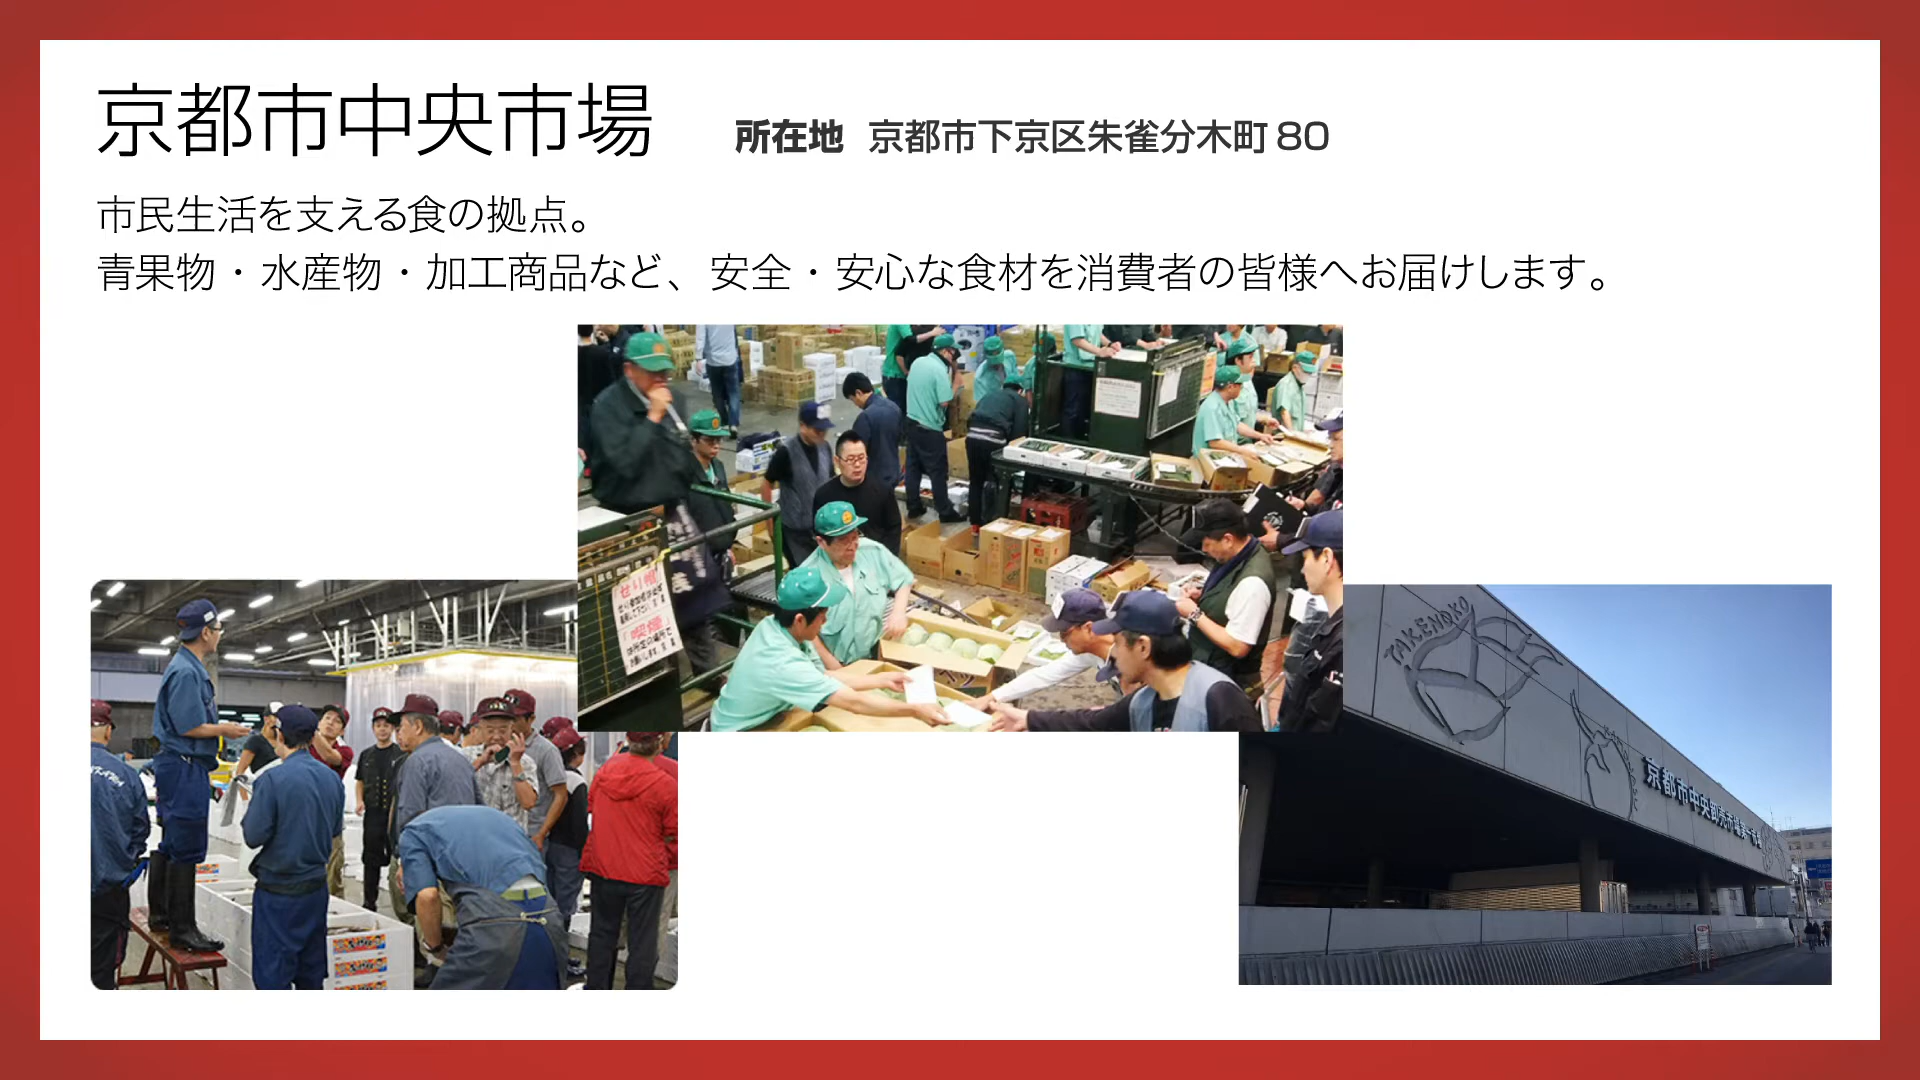 京都市中央市場
所在地 京都市下京区朱雀分木町80
市民生活を支える食の拠点。
青果物・水産物・加工商品など、安全・安心な食材を消費者の皆様へお届けします。
「せり帽」
「喫煙」
TAKENOKO
京都市中央卸売市場第一市場